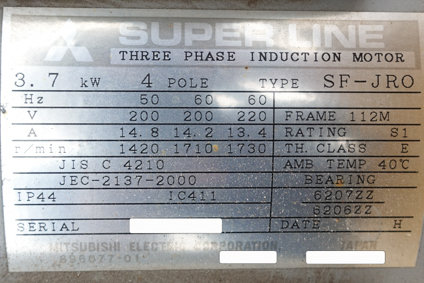 SUPER LINE
THREE PHASE INDUCTION MOTOR
3.7 kW 4 POLE TYPE SF-JRO
Hz 50 60 60
V 200 200 220 FRAME 112M
A 14.8 14.2 13.4 RATING S1
r/min 1420 1710 1730 TH. CLASS E
JIS C 4210 AMB TEMP 40℃
JEC-2137-2000 BEARING
IP44 IC411 6207ZZ
6206ZZ
SERIAL DATE H
MITSUBISHI ELECTRIC CORPORATION JAPAN